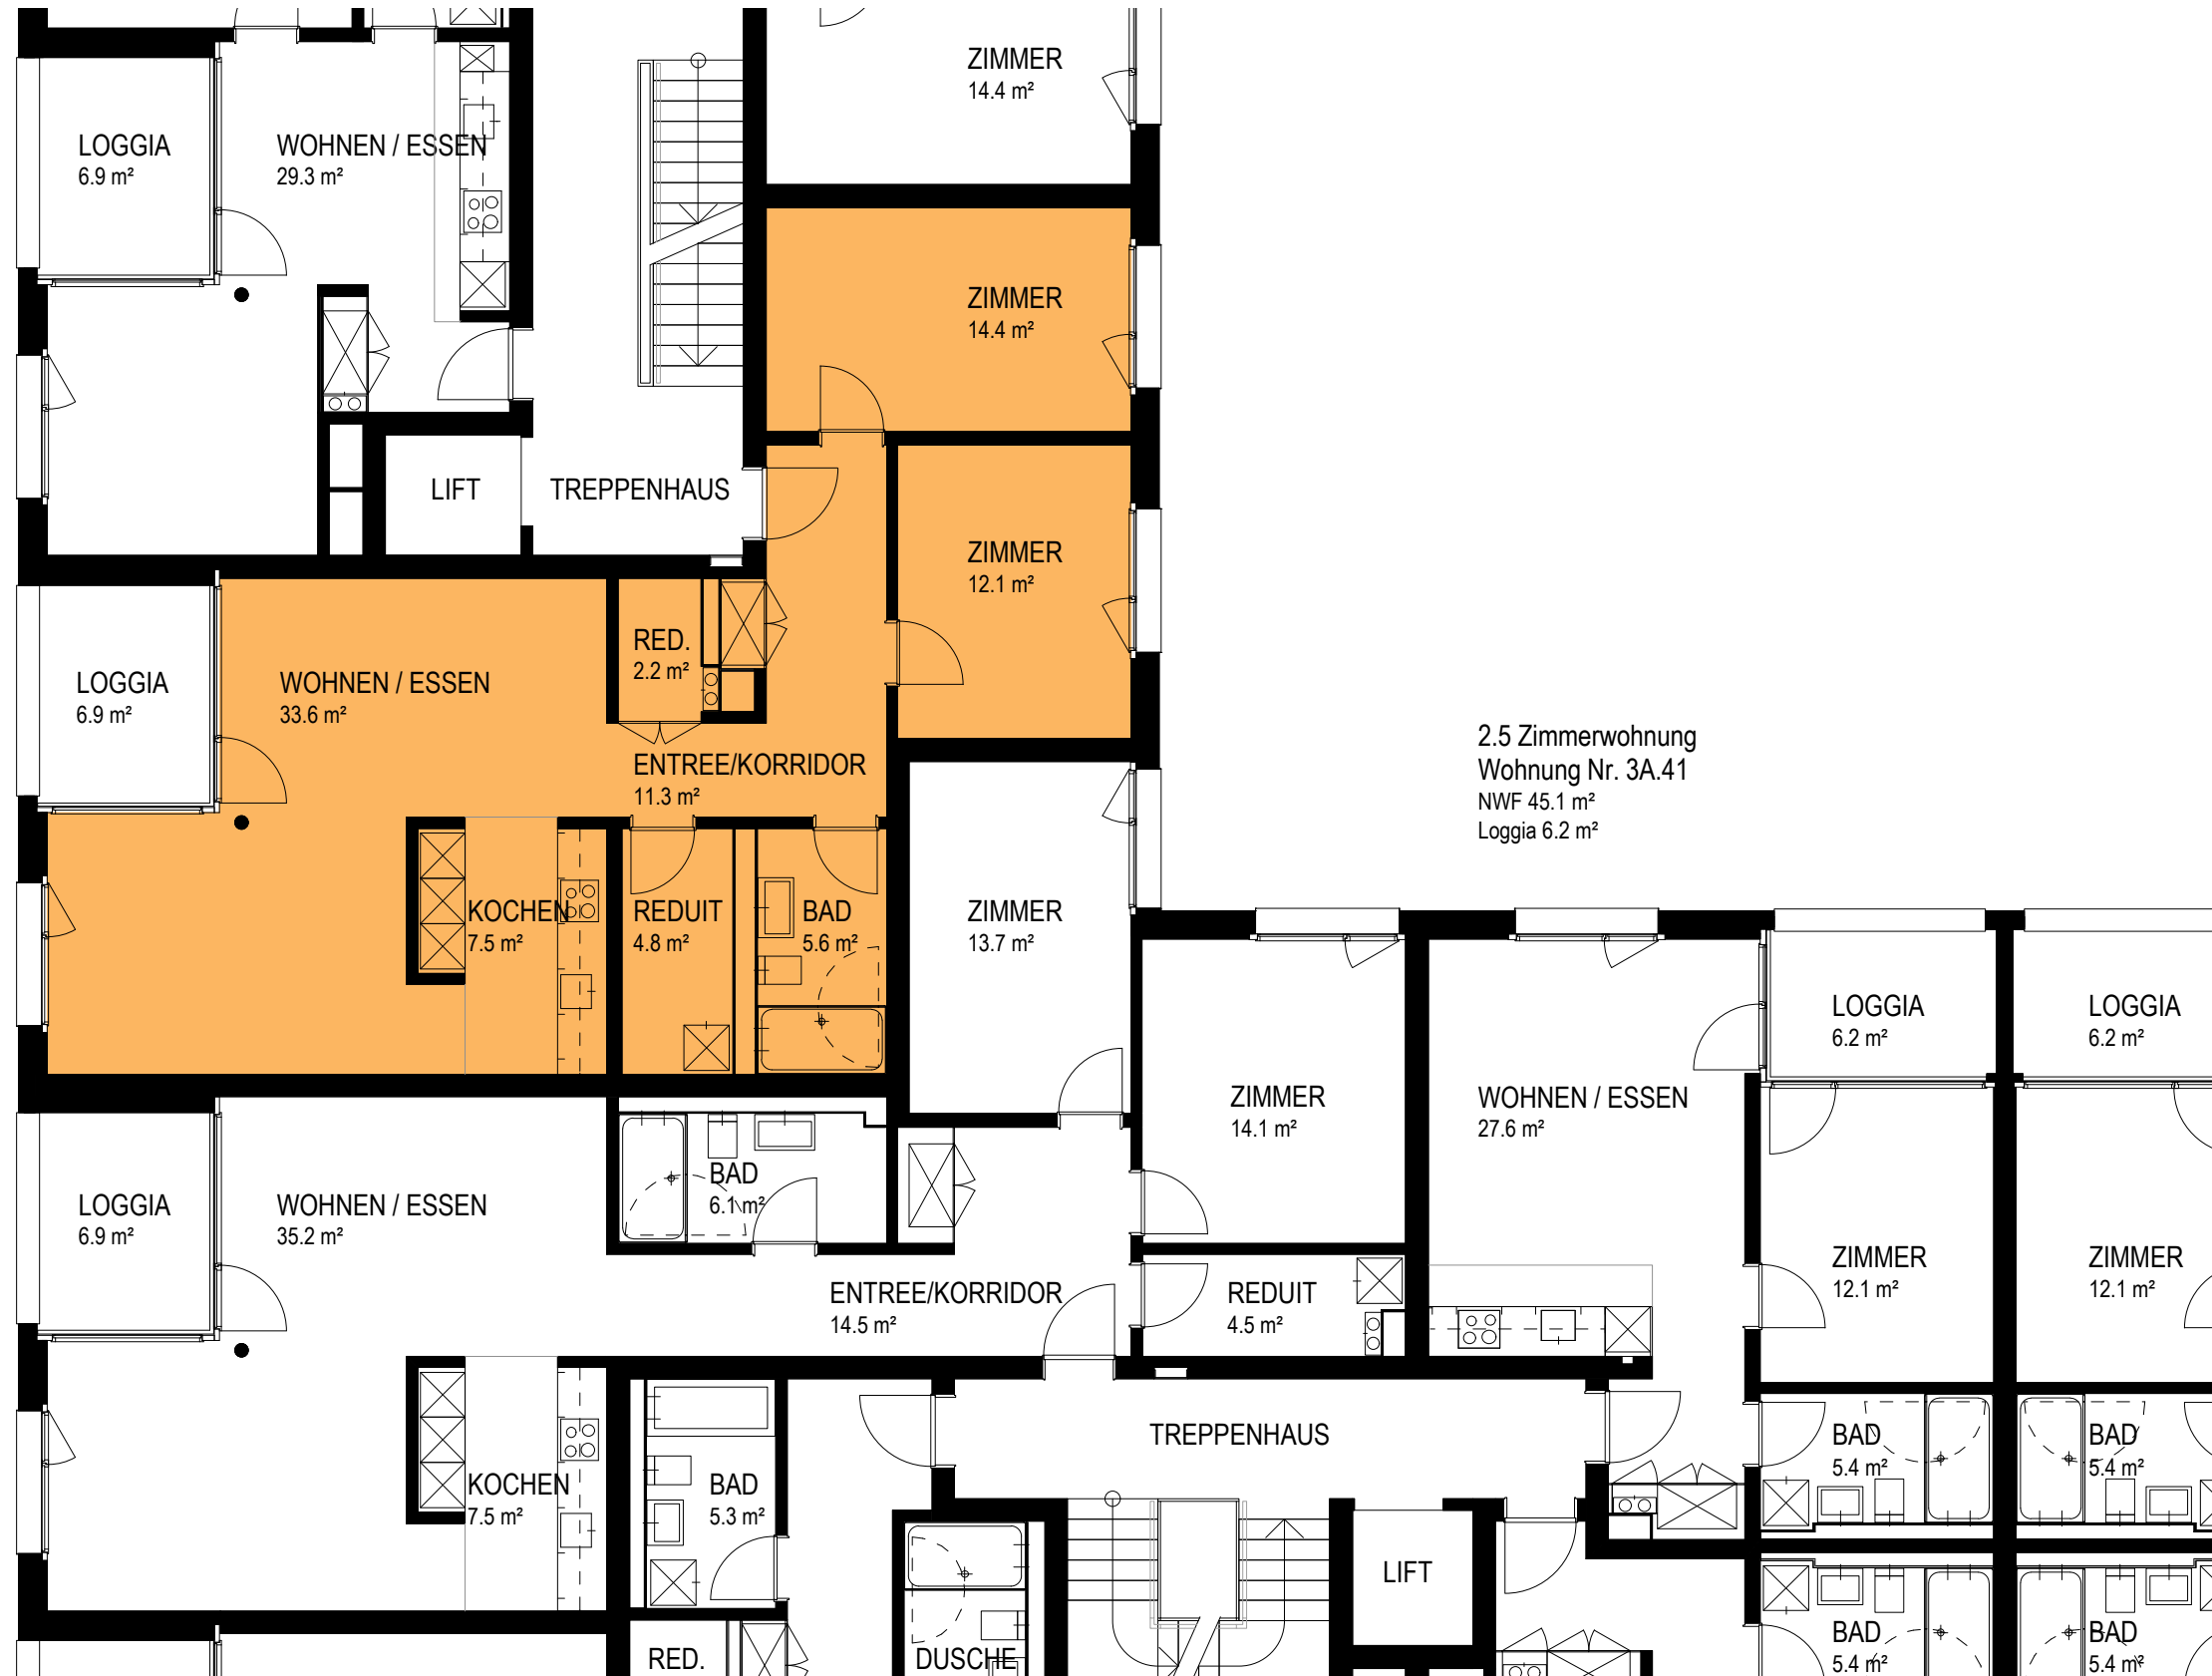 ZIMMER
14.4 m²
LOGGIA
6.9 m²
WOHNEN / ESSEN
29.3 m²
ZIMMER
14.4 m²
LIFT
TREPPENHAUS
ZIMMER
12.1 m²
LOGGIA
6.9 m²
WOHNEN / ESSEN
33.6 m²
RED.
2.2 m²
ENTREE/KORRIDOR
11.3 m²
2.5 Zimmerwohnung
Wohnung Nr. 3A.41
NWF 45.1 m²
Loggia 6.2 m²
KOCHEN
7.5 m²
REDUIT
4.8 m²
BAD
5.6 m²
ZIMMER
13.7 m²
LOGGIA
6.2 m²
LOGGIA
6.2 m²
ZIMMER
14.1 m²
WOHNEN / ESSEN
27.6 m²
LOGGIA
6.9 m²
WOHNEN / ESSEN
35.2 m²
BAD
6.1 m²
ENTREE/KORRIDOR
14.5 m²
REDUIT
4.5 m²
ZIMMER
12.1 m²
ZIMMER
12.1 m²
TREPPENHAUS
BAD
5.4 m²
BAD
5.4 m²
KOCHEN
7.5 m²
BAD
5.3 m²
LIFT
RED.
DUSCHE
BAD
5.4 m²
BAD
5.4 m²